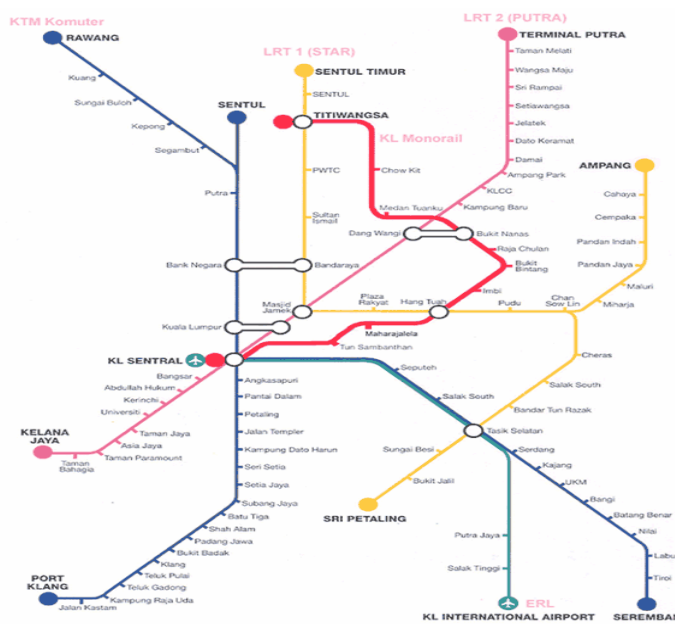 KTM Komuter
RAWANG
Kuang
Sungai Buloh
Kepong
Segambut
SENTUL
Putra
LRT 1 (STAR)
SENTUL TIMUR
SENTUL
TITIWANGSA
KL Monorail
PWTC
Chow Kit
Sultan
Ismail
Medan Tuanku
LRT 2 (PUTRA)
TERMINAL PUTRA
Taman Melati
Wangsa Maju
Sri Rampai
Setiawangsa
Jelatek
Dato Keramat
Damai
Ampang Park
KLCC
Kampung Baru
Dang Wangi
Bukit Nanas
Raja Chulan
Bukit
Bintang
Imbi
AMPANG
Cahaya
Cempaka
Pandan Indah
Pandan Jaya
Maluri
Miharja
Bank Negara
Bandaraya
Masjid
Jamek
Plaza
Rakyat
Hang Tuah
Pudu
Chan
Sow Lin
Kuala Lumpur
Maharajalela
Tun Sambanthan
KL SENTRAL
Cheras
Salak South
Bandar Tun Razak
Bangsar
Abdullah Hukum
Kerinchi
Universiti
Taman Jaya
Asia Jaya
Taman Paramount
Taman
Bahagia
KELANA
JAYA
Angkasapuri
Pantai Dalam
Petaling
Jalan Templer
Kampung Dato Harun
Seri Setia
Setia Jaya
Subang Jaya
Batu Tiga
Shah Alam
Padang Jawa
Bukit Badak
Klang
Teluk Pulai
Teluk Gadong
Kampung Raja Uda
Jalan Kastam
PORT
KLANG
Seputeh
Salak South
Tasik Selatan
Sungai Besi
Bukit Jalil
SRI PETALING
Serdang
Kajang
UKM
Bangi
Batang Benar
Nilai
Labu
Tiroi
SEREMBAN
Putra Jaya
Salak Tinggi
ERL
KL INTERNATIONAL AIRPORT